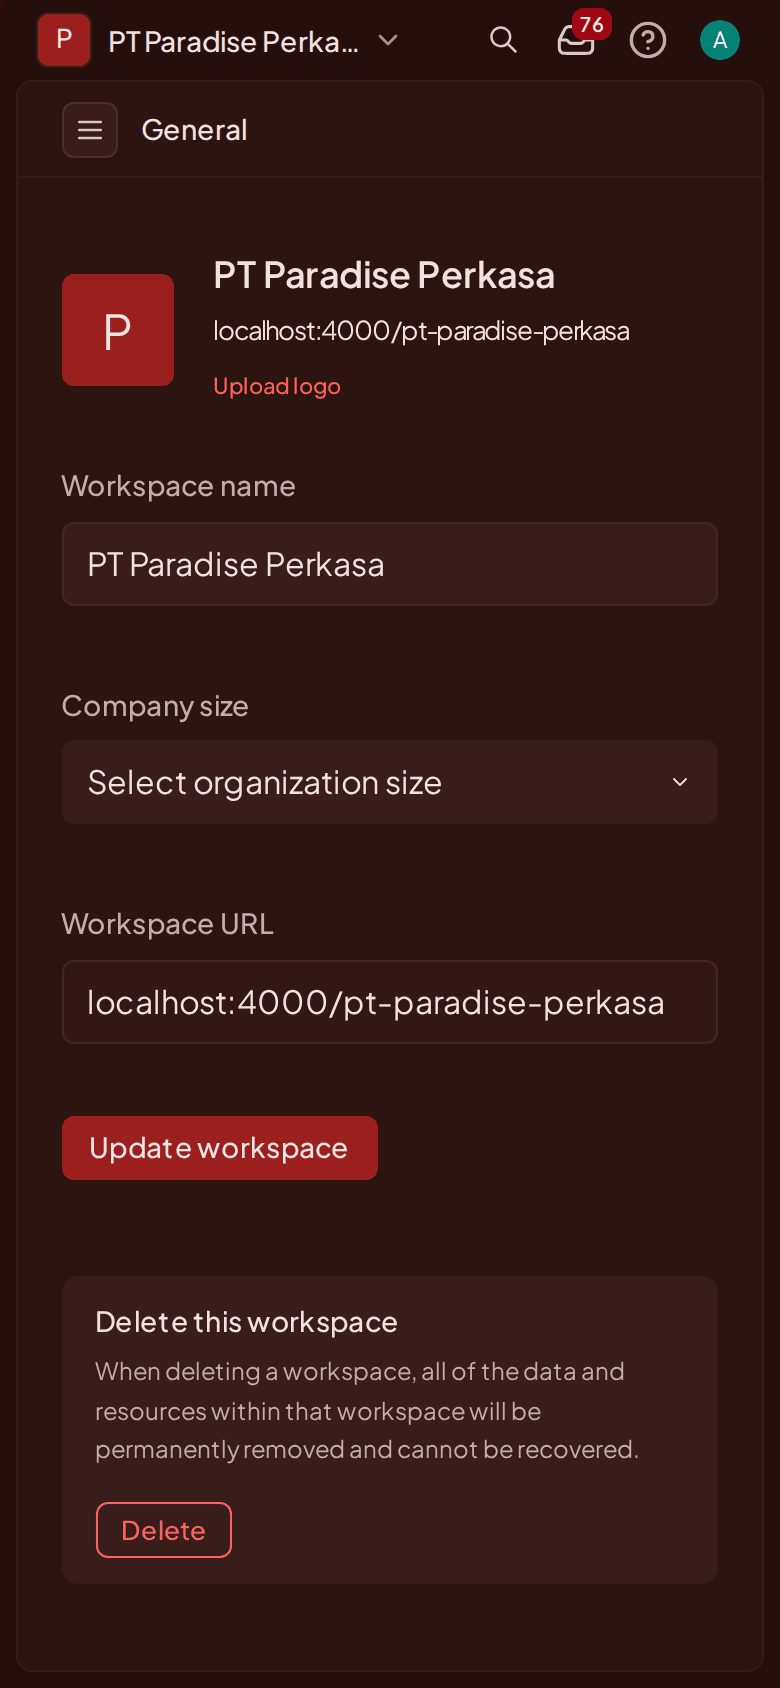 P
PT Paradise Perka...
76
A
General
P
PT Paradise Perkasa
localhost:4000/pt-paradise-perkasa
Upload logo
Workspace name
PT Paradise Perkasa
Company size
Select organization size
Workspace URL
localhost:4000/pt-paradise-perkasa
Update workspace
Delete this workspace
When deleting a workspace, all of the data and
resources within that workspace will be
permanently removed and cannot be recovered.
Delete